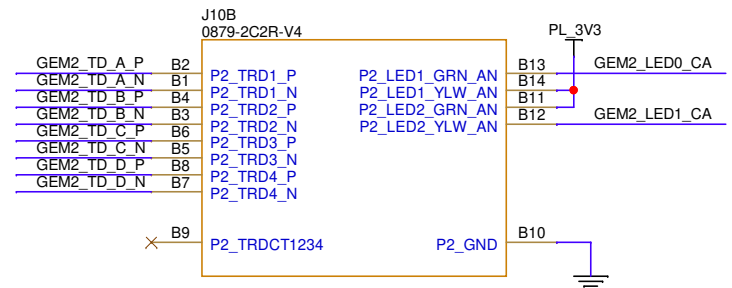 J10B
0879-2C2R-V4
PL_3V3
GEM2_TD_A_P B2 P2_TRD1_P P2_LED1_GRN_AN B13 GEM2_LED0_CA
GEM2_TD_A_N B1 P2_TRD1_N P2_LED1_YLW_AN B14
GEM2_TD_B_P B4 P2_TRD2_P P2_LED2_GRN_AN B11
GEM2_TD_B_N B3 P2_TRD2_N P2_LED2_YLW_AN B12 GEM2_LED1_CA
GEM2_TD_C_P B6 P2_TRD3_P
GEM2_TD_C_N B5 P2_TRD3_N
GEM2_TD_D_P B8 P2_TRD4_P
GEM2_TD_D_N B7 P2_TRD4_N
B9 P2_TRDCT1234 P2_GND B10